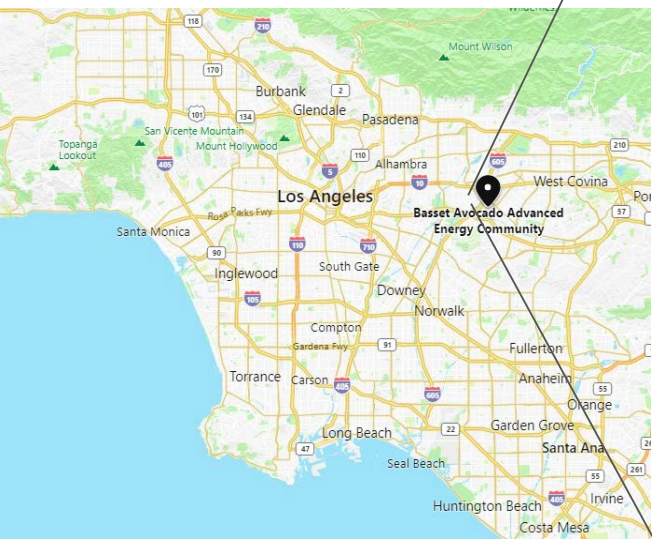 Wilderness
118
210
Mount Wilson
170
Burbank
2
101
134
Glendale
Pasadena
San Vicente Mountain
Mount Hollywood
Topanga
Lookout
405
110
5
Alhambra
605
210
10
West Covina
Los Angeles
Basset Avocado Advanced
Energy Community
57
Rosa Parks Fwy
Santa Monica
90
110
710
Inglewood
South Gate
105
Downey
Norwalk
Compton
Gardena Fwy
91
Fullerton
Torrance
Carson
405
605
Anaheim
55
Orange
Long Beach
22
Garden Grove
47
Santa Ana
Seal Beach
55
261
Huntington Beach
405
Irvine
Costa Mesa